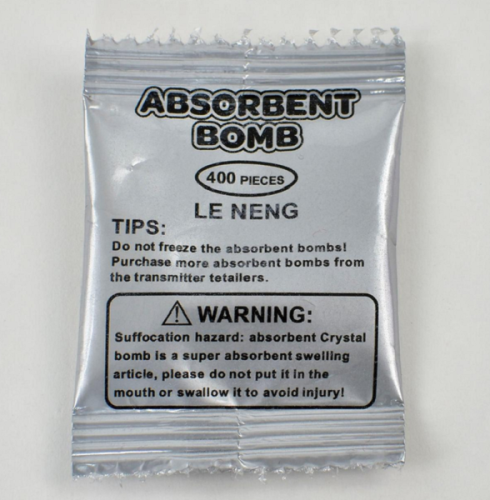 ABSORBENT
BOMB
400 PIECES
LE NENG
TIPS:
Do not freeze the absorbent bombs!
Purchase more absorbent bombs from
the transmitter tetailers.
WARNING:
Suffocation hazard: absorbent Crystal
bomb is a super absorbent swelling
article, please do not put it in the
mouth or swallow it to avoid injury!